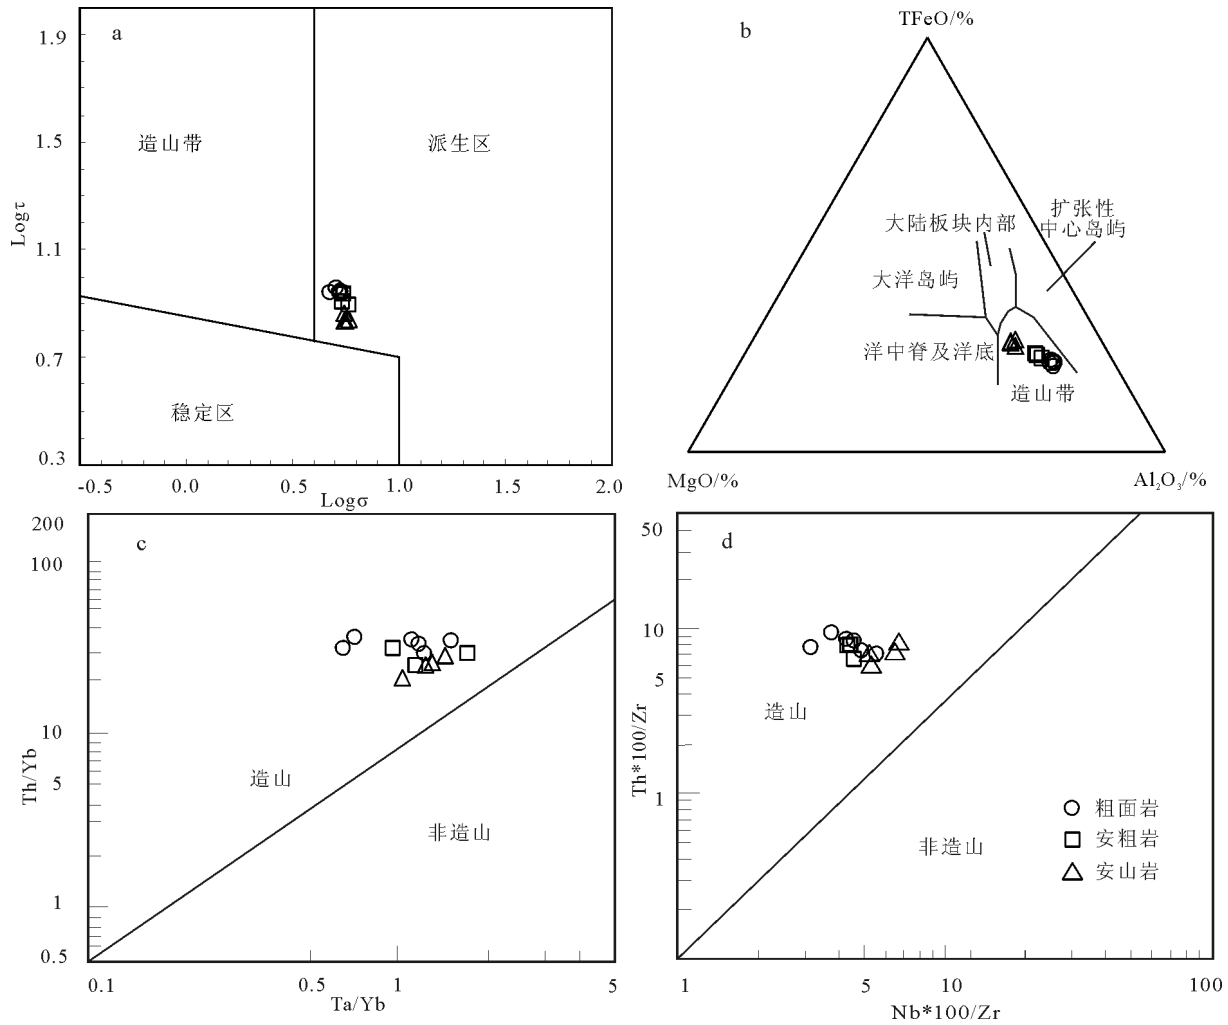 a
1.9
1.5
1.1
0.7
0.3
Logτ
造山带
派生区
稳定区
-0.5
0.0
0.5
1.0
1.5
2.0
Logσ
b
TFeO/%
扩张性
中心岛屿
大陆板块内部
大洋岛屿
洋中脊及洋底
造山带
MgO/%
Al₂O₃/%
c
200
100
10
5
1
0.5
Th/Yb
造山
非造山
0.1
0.5
1
5
Ta/Yb
d
50
10
5
1
Th*100/Zr
造山
非造山
粗面岩
安粗岩
安山岩
1
5
10
100
Nb*100/Zr